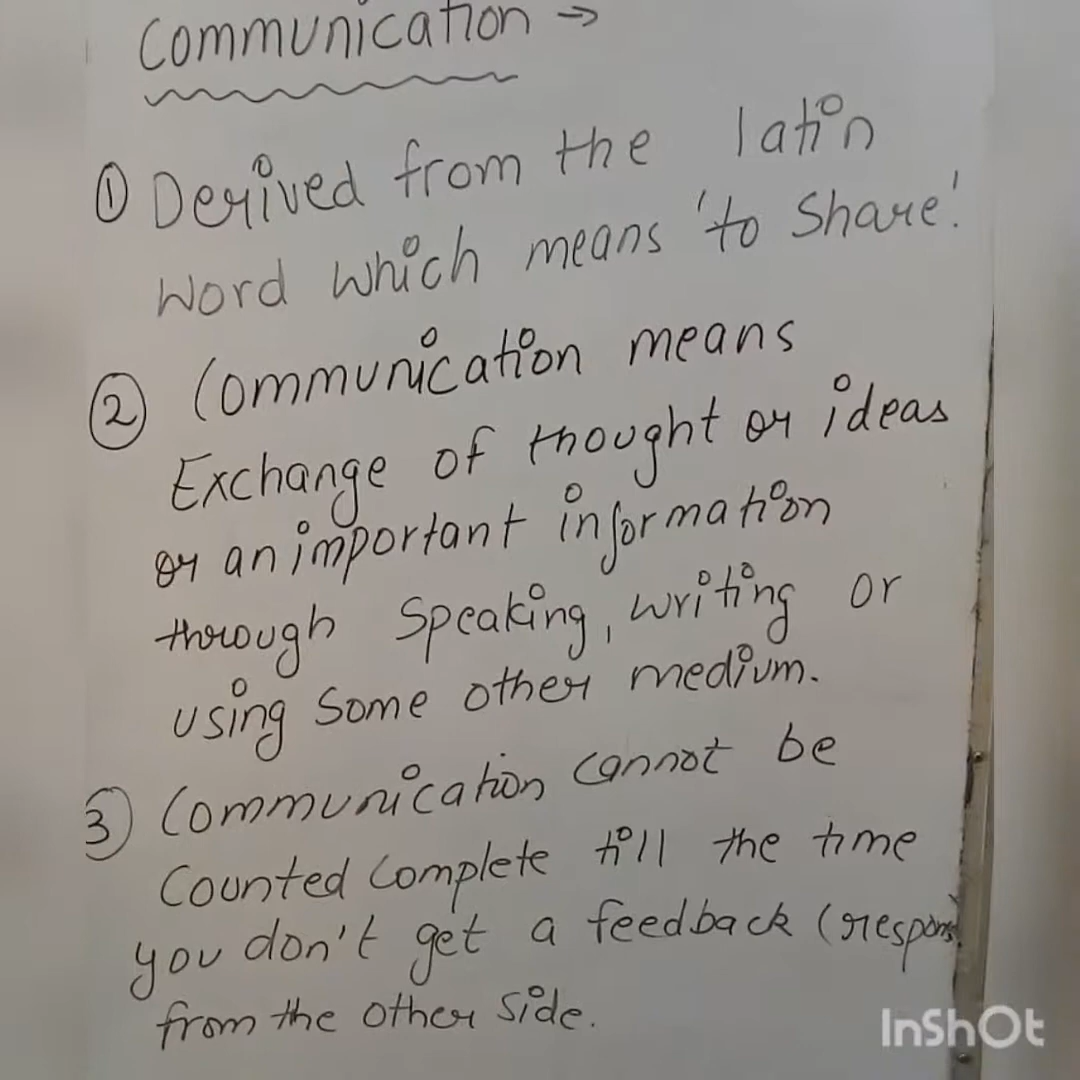 Communication →
① Derived from the latin
Word which means 'to Share'.
② Communication means
Exchange of thought or ideas
or an important information
through Speaking, writing or
using Some other medium.
③ Communication cannot be
Counted Complete till the time
you don't get a feedback (respons
from the other side.
InShOt